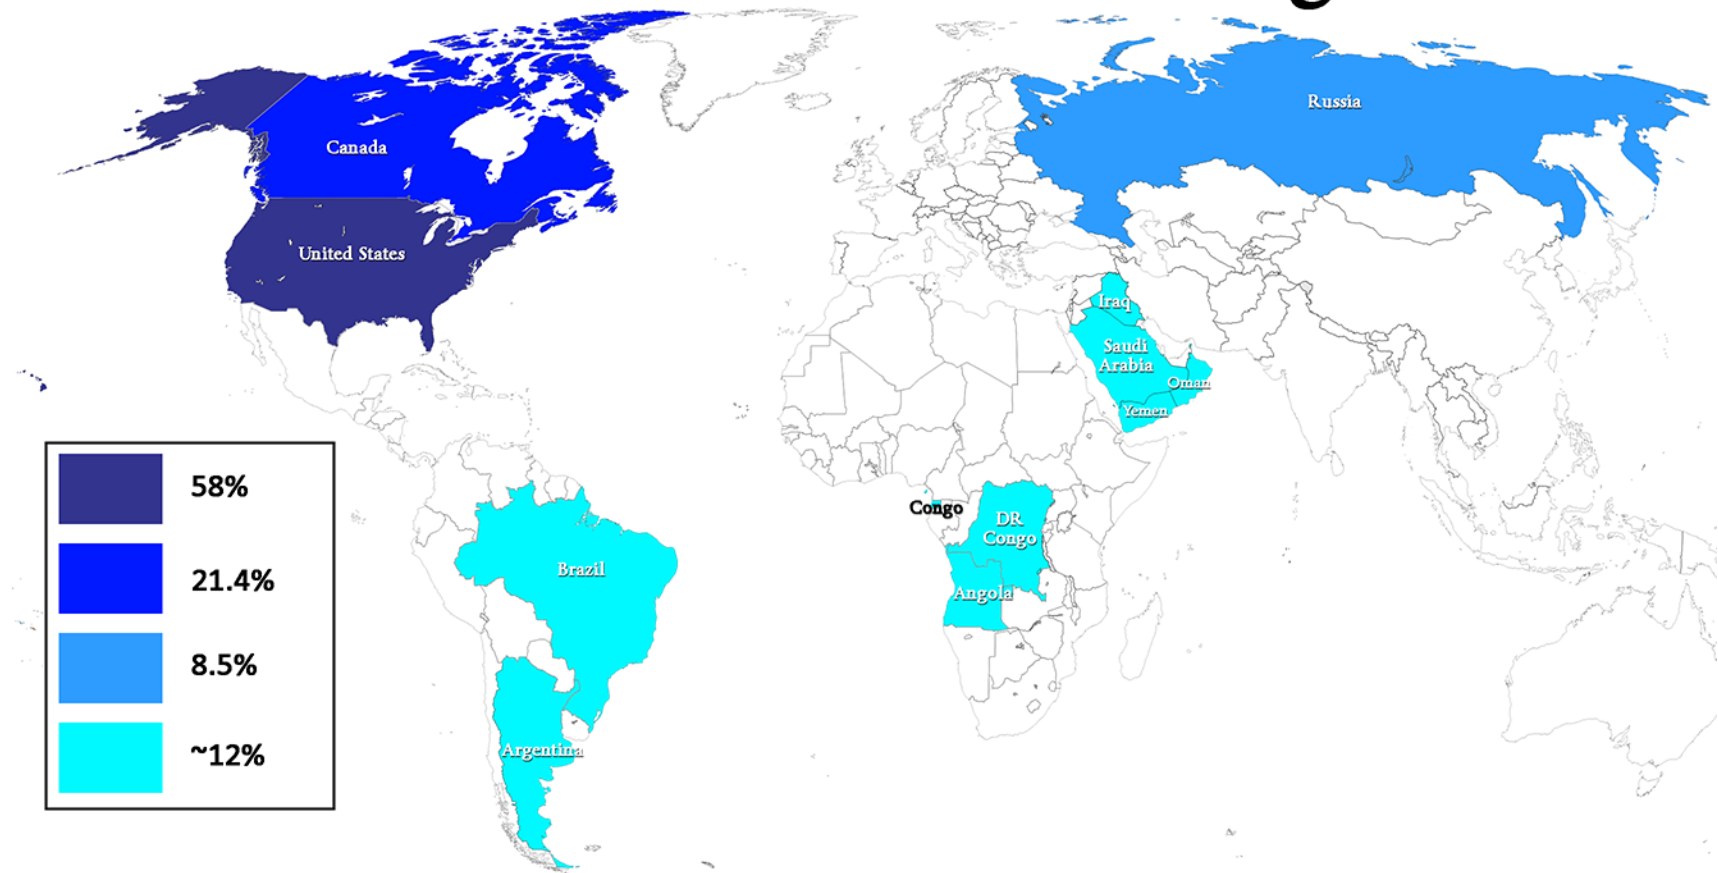 Canada
Russia
United States
Iraq
Saudi
Arabia
Oman
Yemen
58%
Congo
DR
Congo
21.4%
Brazil
Angola
8.5%
Argentina
~12%